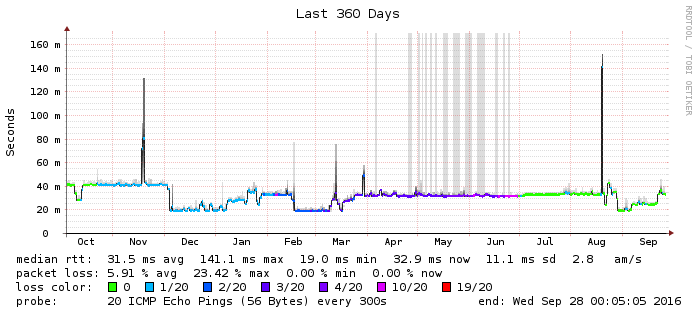 Last 360 Days
RRDTOOL / TOBI OETIKER
Seconds
160 m
140 m
120 m
100 m
80 m
60 m
40 m
20 m
0
Oct Nov Dec Jan Feb Mar Apr May Jun Jul Aug Sep
median rtt: 31.5 ms avg 141.1 ms max 19.0 ms min 32.9 ms now 11.1 ms sd 2.8 am/s
packet loss: 5.91 % avg 23.42 % max 0.00 % min 0.00 % now
loss color: 0 1/20 2/20 3/20 4/20 10/20 19/20
probe: 20 ICMP Echo Pings (56 Bytes) every 300s end: Wed Sep 28 00:05:05 2016